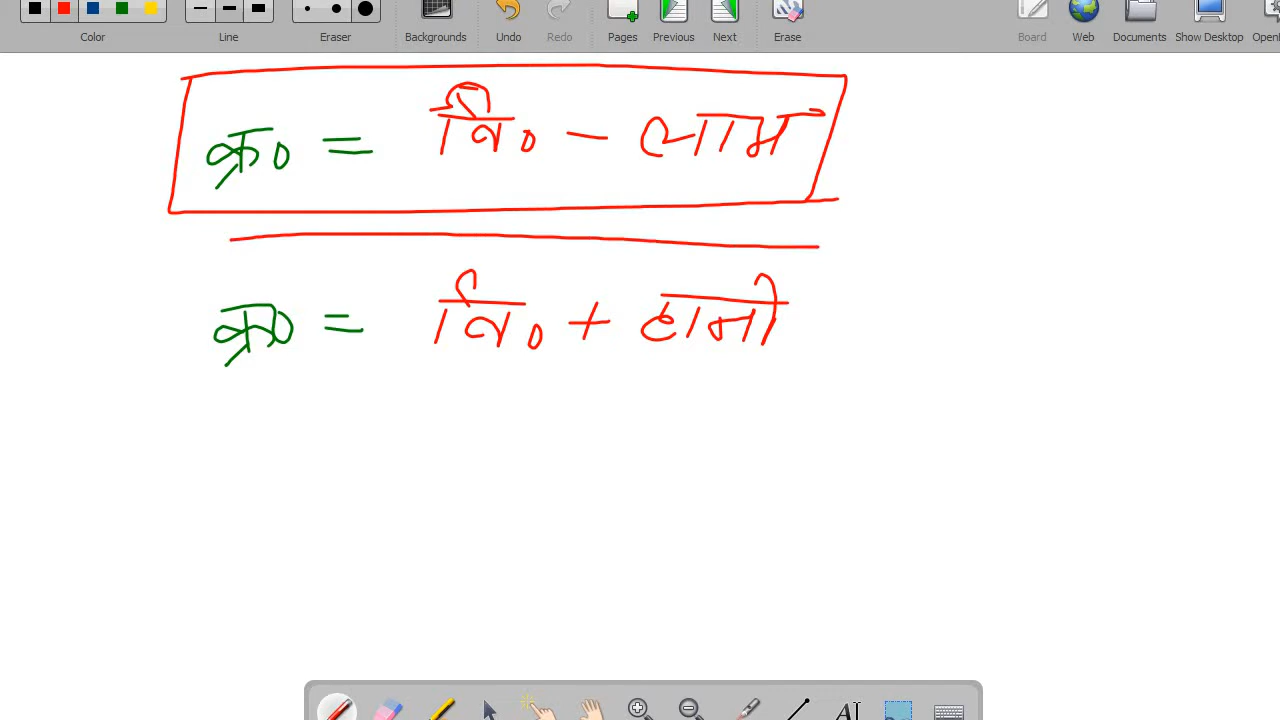 Color Line Eraser Backgrounds Undo Redo Pages Previous Next Erase Board Web Documents Show Desktop Open
क्र० = वि० - लाभ
क्र० = वि० + हानी